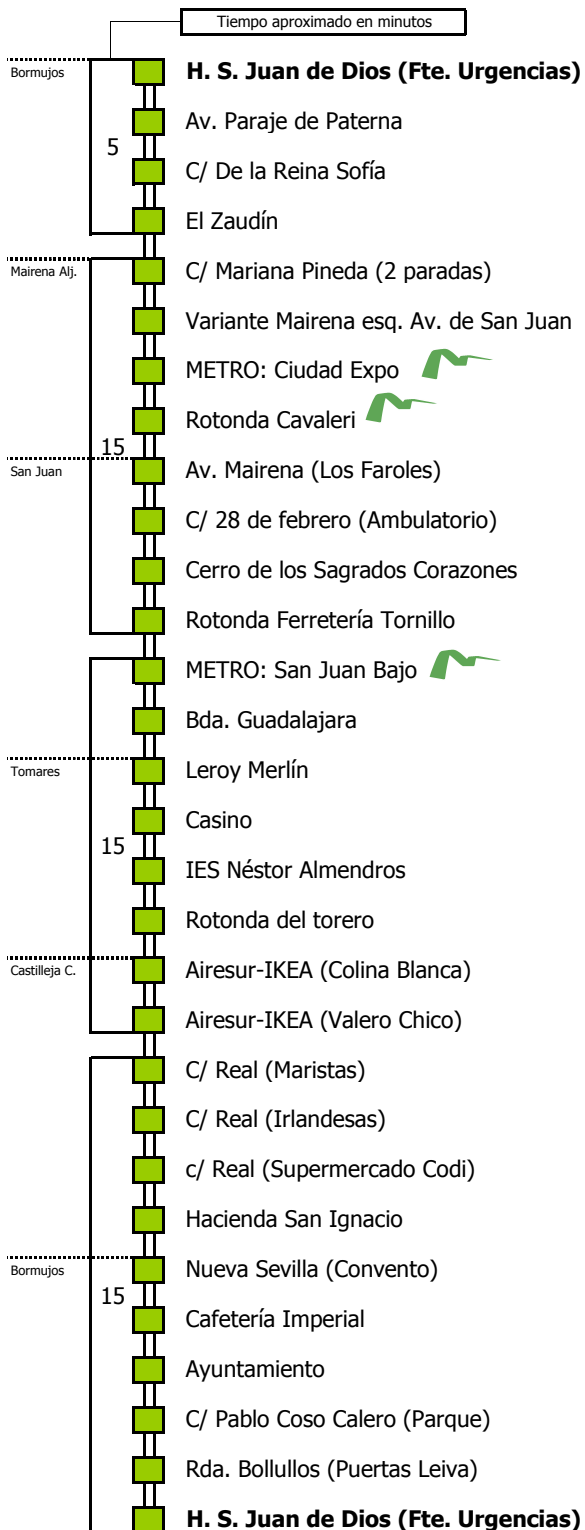 Tiempo aproximado en minutos
Bormujos
H. S. Juan de Dios (Fte. Urgencias)
Av. Paraje de Paterna
5
C/ De la Reina Sofía
El Zaudín
Mairena Alj.
C/ Mariana Pineda (2 paradas)
Variante Mairena esq. Av. de San Juan
METRO: Ciudad Expo
Rotonda Cavaleri
15
San Juan
Av. Mairena (Los Faroles)
C/ 28 de febrero (Ambulatorio)
Cerro de los Sagrados Corazones
Rotonda Ferretería Tornillo
METRO: San Juan Bajo
Bda. Guadalajara
Tomares
Leroy Merlín
Casino
15
IES Néstor Almendros
Rotonda del torero
Castilleja C.
Airesur-IKEA (Colina Blanca)
Airesur-IKEA (Valero Chico)
C/ Real (Maristas)
C/ Real (Irlandesas)
c/ Real (Supermercado Codi)
Hacienda San Ignacio
Bormujos
Nueva Sevilla (Convento)
15
Cafetería Imperial
Ayuntamiento
C/ Pablo Coso Calero (Parque)
Rda. Bollullos (Puertas Leiva)
H. S. Juan de Dios (Fte. Urgencias)